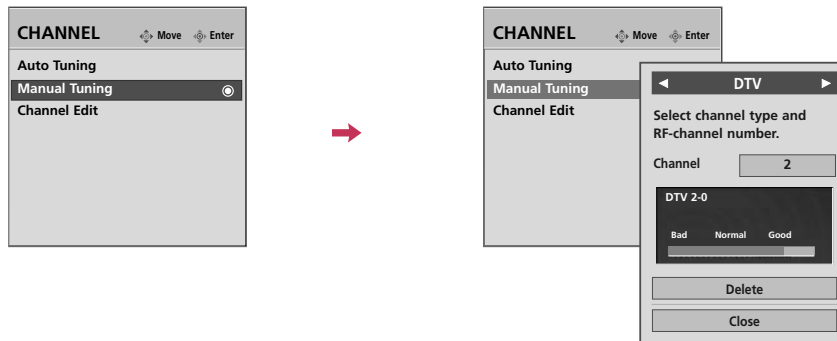 CHANNEL Move Enter
Auto Tuning
Manual Tuning
Channel Edit
CHANNEL Move Enter
Auto Tuning
Manual Tuning
Channel Edit
DTV
Select channel type and
RF-channel number.
Channel 2
DTV 2-0
Bad Normal Good
Delete
Close